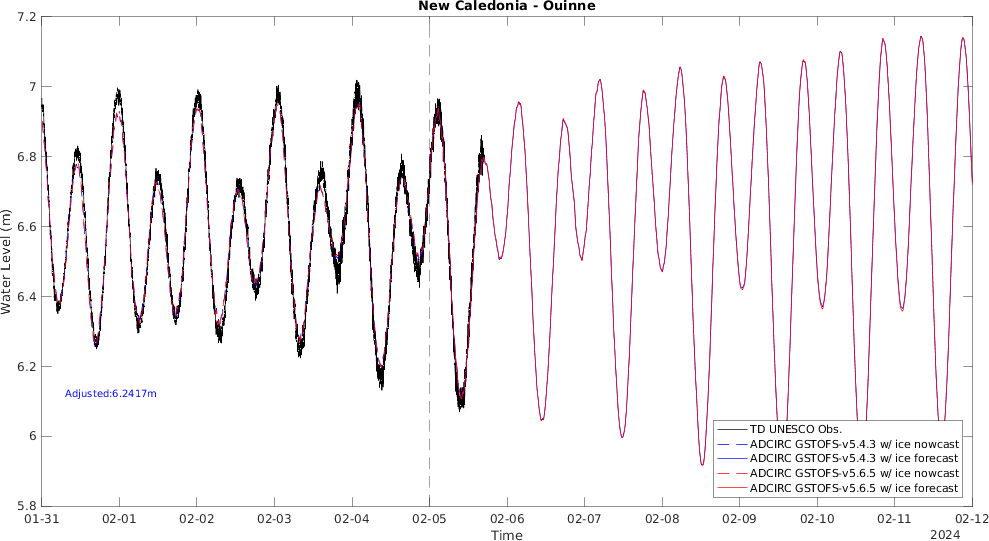 New Caledonia - Ouinne
7.2
7
6.8
6.6
6.4
6.2
6
5.8
Water Level (m)
Adjusted:6.2417m
TD UNESCO Obs.
ADCIRC GSTOFS-v5.4.3 w/ ice nowcast
ADCIRC GSTOFS-v5.4.3 w/ ice forecast
ADCIRC GSTOFS-v5.6.5 w/ ice nowcast
ADCIRC GSTOFS-v5.6.5 w/ ice forecast
01-31 02-01 02-02 02-03 02-04 02-05 02-06 02-07 02-08 02-09 02-10 02-11 02-12
Time
2024